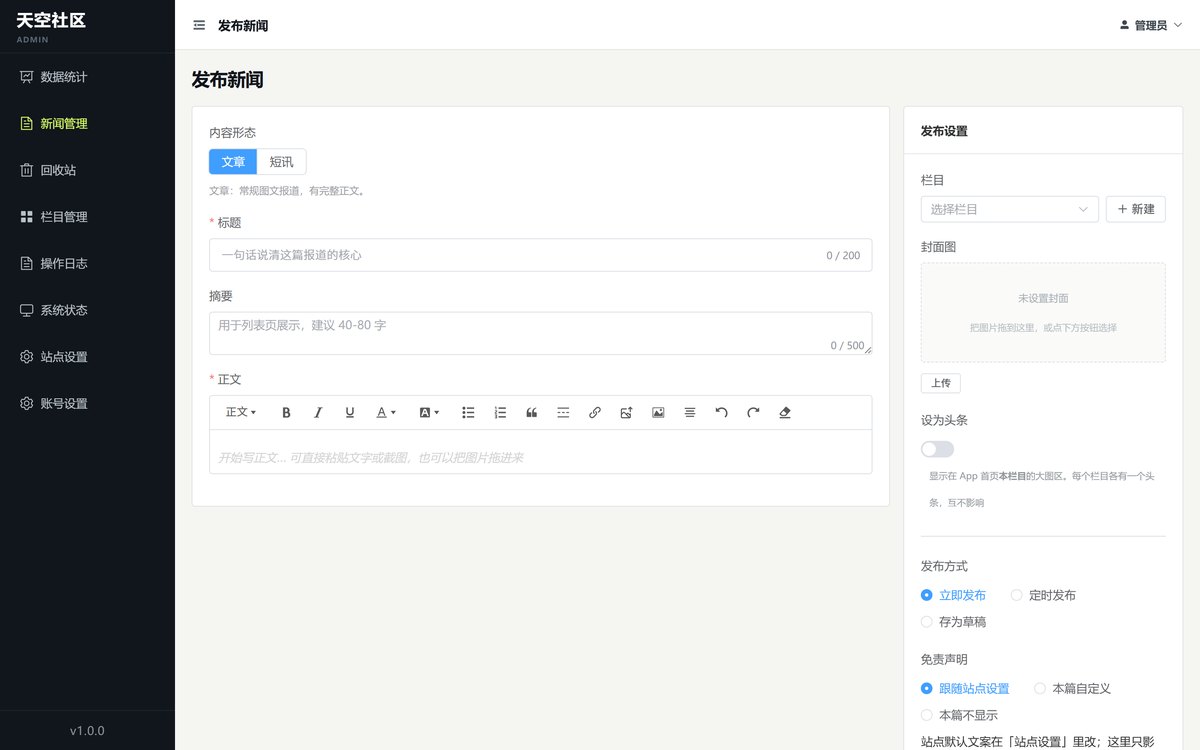 天空社区
ADMIN
数据统计
新闻管理
回收站
栏目管理
操作日志
系统状态
站点设置
账号设置
v1.0.0
发布新闻
管理员
发布新闻
内容形态
文章
短讯
文章：常规图文报道，有完整正文。
* 标题
一句话说清这篇报道的核心
0 / 200
摘要
用于列表页展示，建议 40-80 字
0 / 500
* 正文
正文
B I U A A
开始写正文... 可直接粘贴文字或截图，也可以把图片拖进来
发布设置
栏目
选择栏目
+ 新建
封面图
未设置封面
把图片拖到这里，或点下方按钮选择
上传
设为头条
显示在 App 首页本栏目的大图区。每个栏目各有一个头
条，互不影响
发布方式
立即发布
定时发布
存为草稿
免责声明
跟随站点设置
本篇自定义
本篇不显示
站点默认文案在「站点设置」里改；这里只影